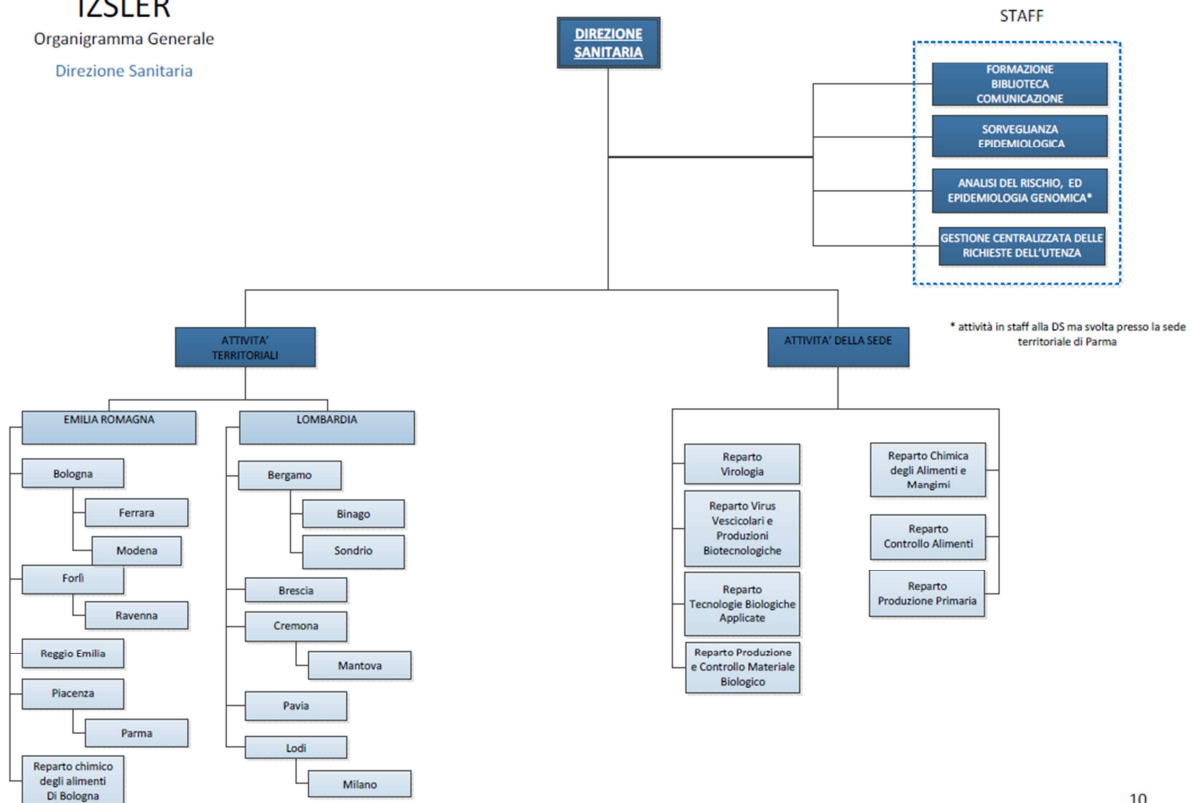 IZSLER
Organigramma Generale
Direzione Sanitaria
DIREZIONE
SANITARIA
STAFF
FORMAZIONE
BIBLIOTECA
COMUNICAZIONE
SORVEGLIANZA
EPIDEMIOLOGICA
ANALISI DEL RISCHIO, ED
EPIDEMIOLOGIA GENOMICA*
GESTIONE CENTRALIZZATA DELLE
RICHIESTE DELL'UTENZA
* attività in staff alla DS ma svolta presso la sede
territoriale di Parma
ATTIVITA'
TERRITORIALI
ATTIVITA' DELLA SEDE
EMILIA ROMAGNA
Bologna
Ferrara
Modena
Forlì
Ravenna
Reggio Emilia
Piacenza
Parma
Reparto chimico
degli alimenti
Di Bologna
LOMBARDIA
Bergamo
Binago
Sondrio
Brescia
Cremona
Mantova
Pavia
Lodi
Milano
Reparto
Virologia
Reparto Virus
Vescicolari e
Produzioni
Biotecnologiche
Reparto
Tecnologie Biologiche
Applicate
Reparto Produzione
e Controllo Materiale
Biologico
Reparto Chimica
degli Alimenti e
Mangimi
Reparto
Controllo Alimenti
Reparto
Produzione Primaria
10